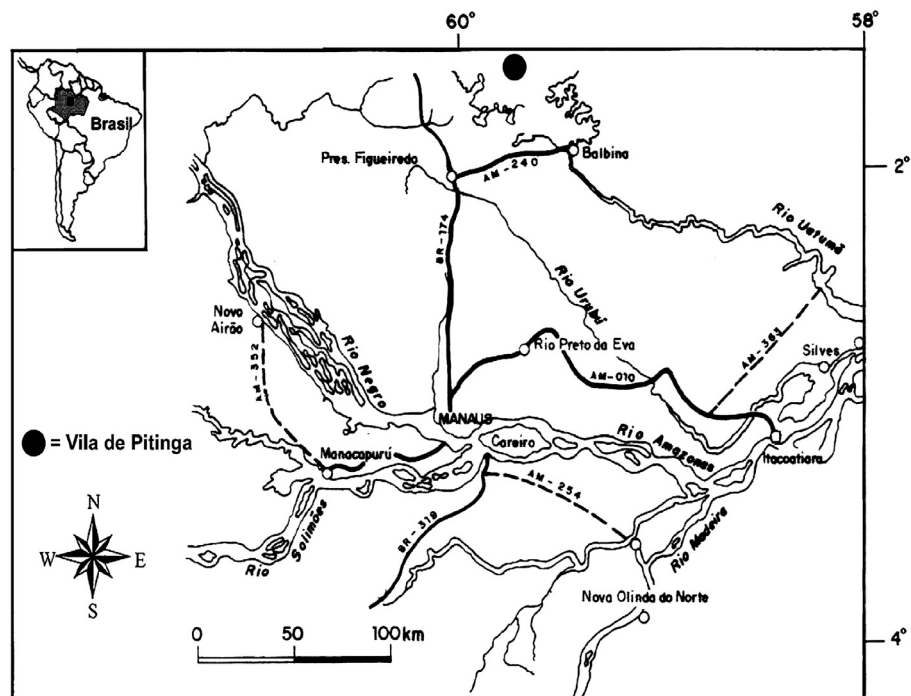 60°
58°
Brasil
Balbina
AM-240
Pres. Figueiredo
2°
BR-174
Rio Uatumã
Rio Urubú
Novo
Airão
Rio Preto da Eva
AM-363
Silves
AM-352
Rio Negro
AM-010
MANAUS
Rio Amazonas
Careiro
= Vila de Pitinga
Manacapurú
Itacoatiara
AM-254
N
W
E
S
Rio Solimões
BR-319
Rio Madeira
Nova Olinda do Norte
0
50
100km
4°